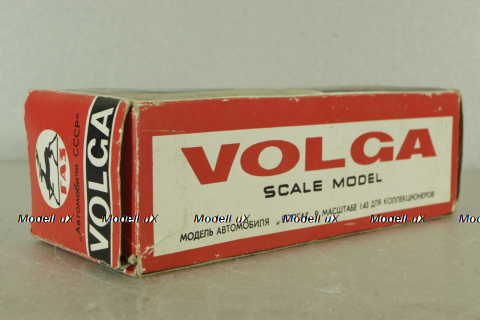 ГАЗ
«Автомобили СССР»
VOLGA
VOLGA
SCALE MODEL
МОДЕЛЬ АВТОМОБИЛЯ В МАСШТАБЕ 1:43 ДЛЯ КОЛЛЕКЦИОНЕРОВ
Modell uX Modell uX Modell uX Modell uX Modell uX